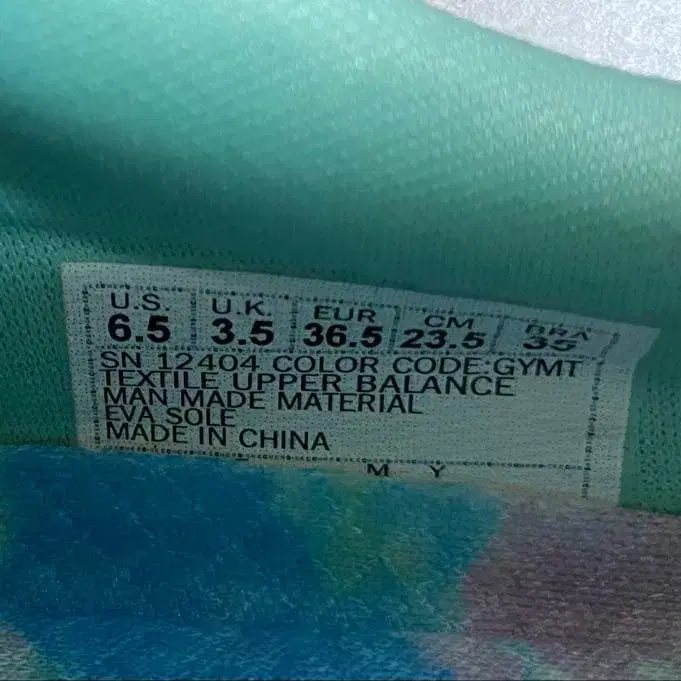 U.S. U.K. EUR CM BRA
6.5 3.5 36.5 23.5 35
SN 12404 COLOR CODE:GYMT
TEXTILE UPPER BALANCE
MAN MADE MATERIAL
EVA SOLE
MADE IN CHINA
M Y